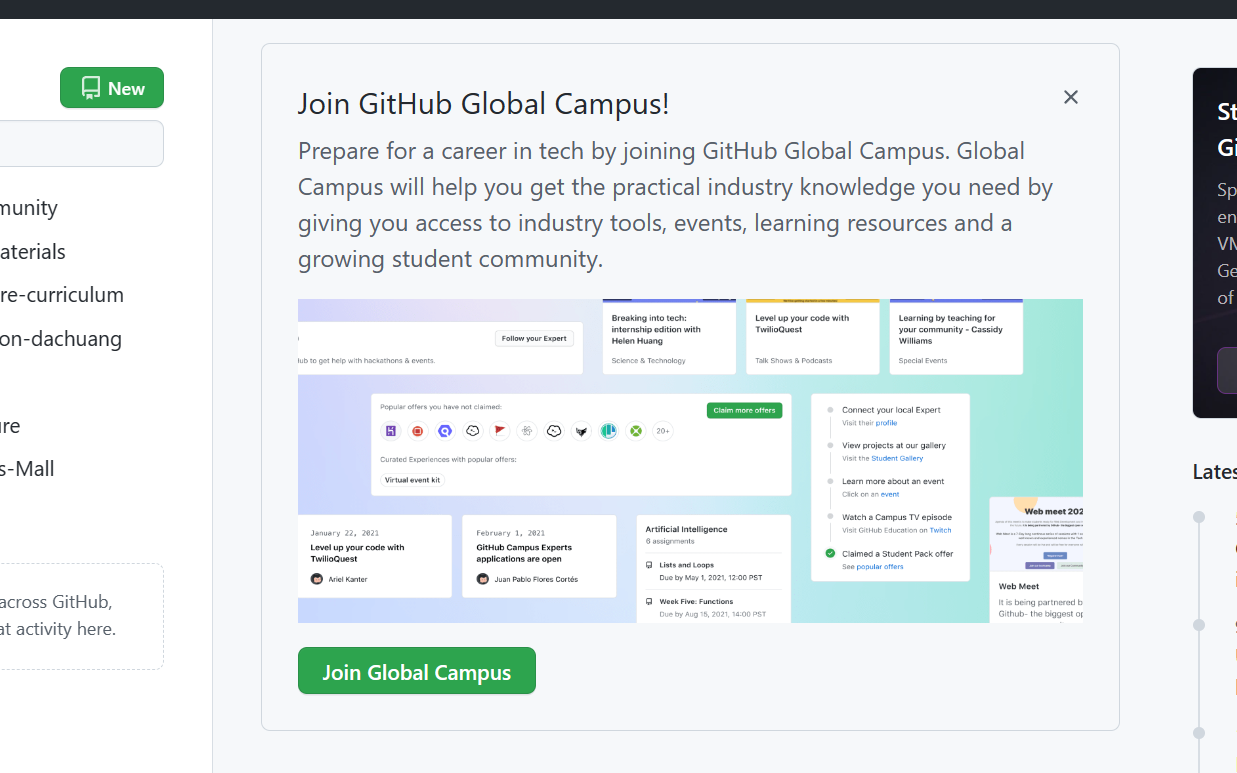 New
munity
aterials
re-curriculum
on-dachuang
re
s-Mall
across GitHub,
at activity here.
Join GitHub Global Campus!
Prepare for a career in tech by joining GitHub Global Campus. Global
Campus will help you get the practical industry knowledge you need by
giving you access to industry tools, events, learning resources and a
growing student community.
Follow your Expert
lub to get help with hackathons & events.
Breaking into tech:
internship edition with
Helen Huang
Science & Technology
Level up your code with
TwilioQuest
Talk Shows & Podcasts
Learning by teaching for
your community - Cassidy
Williams
Special Events
Popular offers you have not claimed:
Claim more offers
20+
Curated Experiences with popular offers:
Virtual event kit
Connect your local Expert
Visit their profile
View projects at our gallery
Visit the Student Gallery
Learn more about an event
Click on an event
Watch a Campus TV episode
Visit GitHub Education on Twitch
Claimed a Student Pack offer
See popular offers
January 22, 2021
Level up your code with
TwilioQuest
Ariel Kanter
February 1, 2021
GitHub Campus Experts
applications are open
Juan Pablo Flores Cortés
Artificial Intelligence
6 assignments
Lists and Loops
Due by May 1, 2021, 12:00 PST
Week Five: Functions
Due by Aug 15, 2021, 14:00 PST
Web meet 202
Web Meet
It is being partnered b
Github- the biggest op
Join Global Campus
St
Gi
Sp
en
VM
Ge
of
Lates